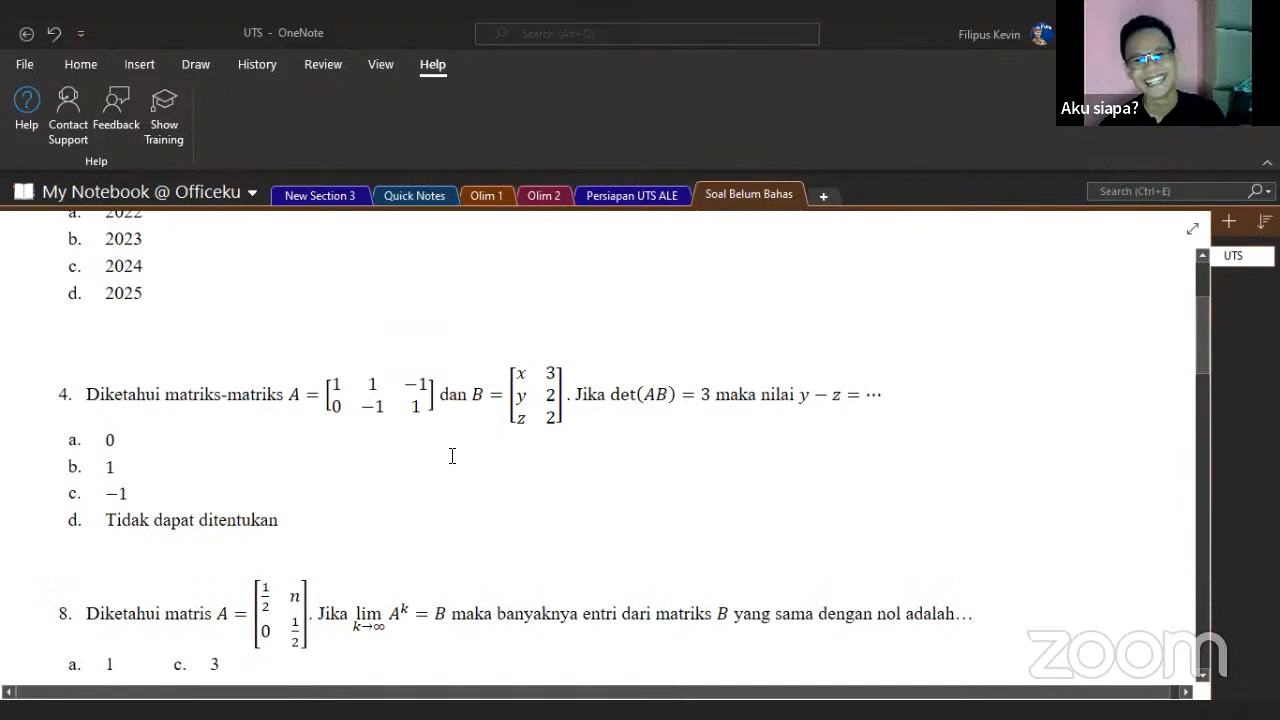 UTS - OneNote
Search (Alt+Q)
Filipus Kevin
Aku siapa?
File Home Insert Draw History Review View Help
Help Contact Support Feedback Show Training
Help
My Notebook @ Officeku New Section 3 Quick Notes Olim 1 Olim 2 Persiapan UTS ALE Soal Belum Bahas + Search (Ctrl+E)
UTS
a. 2022
b. 2023
c. 2024
d. 2025
4. Diketahui matriks-matriks A = [1 1 −1; 0 −1 1] dan B = [x 3; y 2; z 2]. Jika det(AB) = 3 maka nilai y − z = ⋯
a. 0
b. 1
c. −1
d. Tidak dapat ditentukan
8. Diketahui matris A = [1/2 n; 0 1/2]. Jika lim k→∞ A^k = B maka banyaknya entri dari matriks B yang sama dengan nol adalah…
a. 1 c. 3
zoom